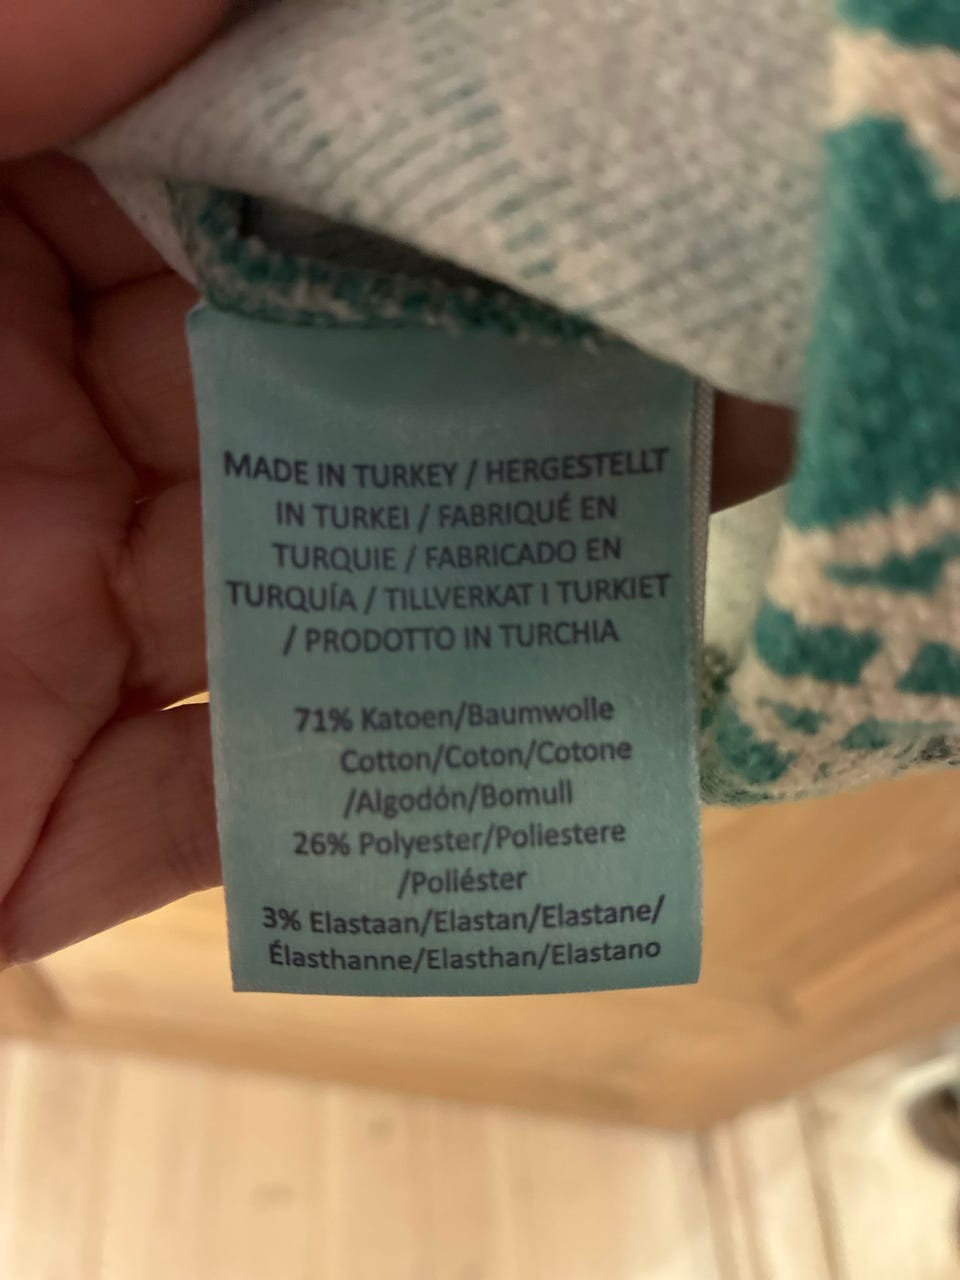 MADE IN TURKEY / HERGESTELLT
IN TURKEI / FABRIQUÉ EN
TURQUIE / FABRICADO EN
TURQUÍA / TILLVERKAT I TURKIET
/ PRODOTTO IN TURCHIA
71% Katoen/Baumwolle
Cotton/Coton/Cotone
/Algodón/Bomull
26% Polyester/Poliestere
/Poliéster
3% Elastaan/Elastan/Elastane/
Élasthanne/Elasthan/Elastano